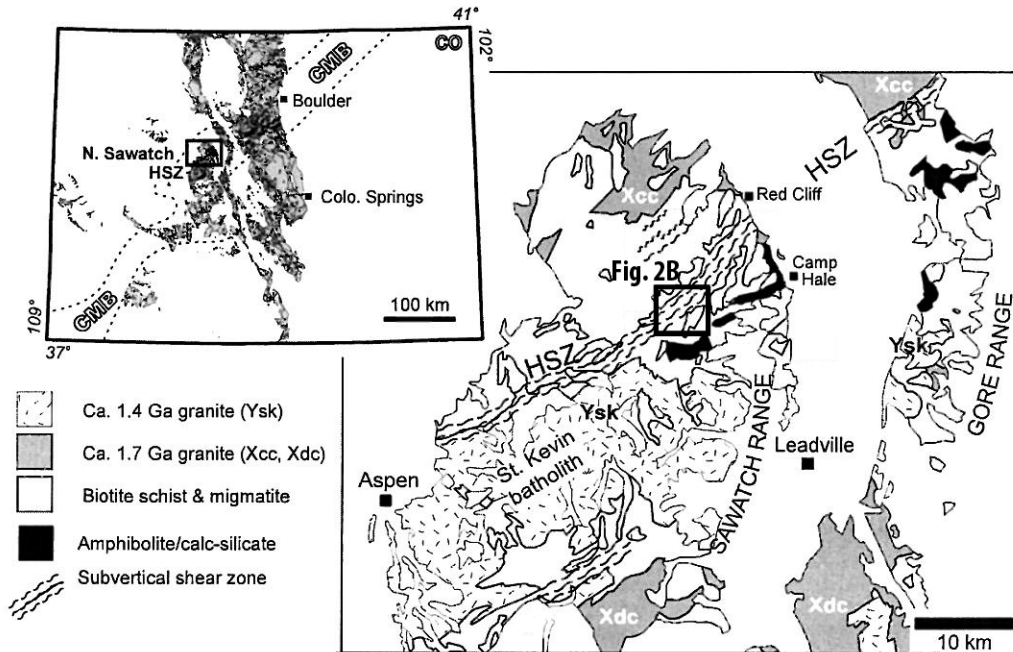 41°
CO
102°
CMB
Boulder
N. Sawatch
HSZ
Colo. Springs
CMB
100 km
109°
37°
Xcc
HSZ
Xcc
Red Cliff
Fig. 2B
Camp
Hale
HSZ
Ysk
GORE RANGE
Ysk
SAWATCH RANGE
St. Kevin
batholith
Leadville
Aspen
Xdc
Xdc
10 km
Ca. 1.4 Ga granite (Ysk)
Ca. 1.7 Ga granite (Xcc, Xdc)
Biotite schist & migmatite
Amphibolite/calc-silicate
Subvertical shear zone